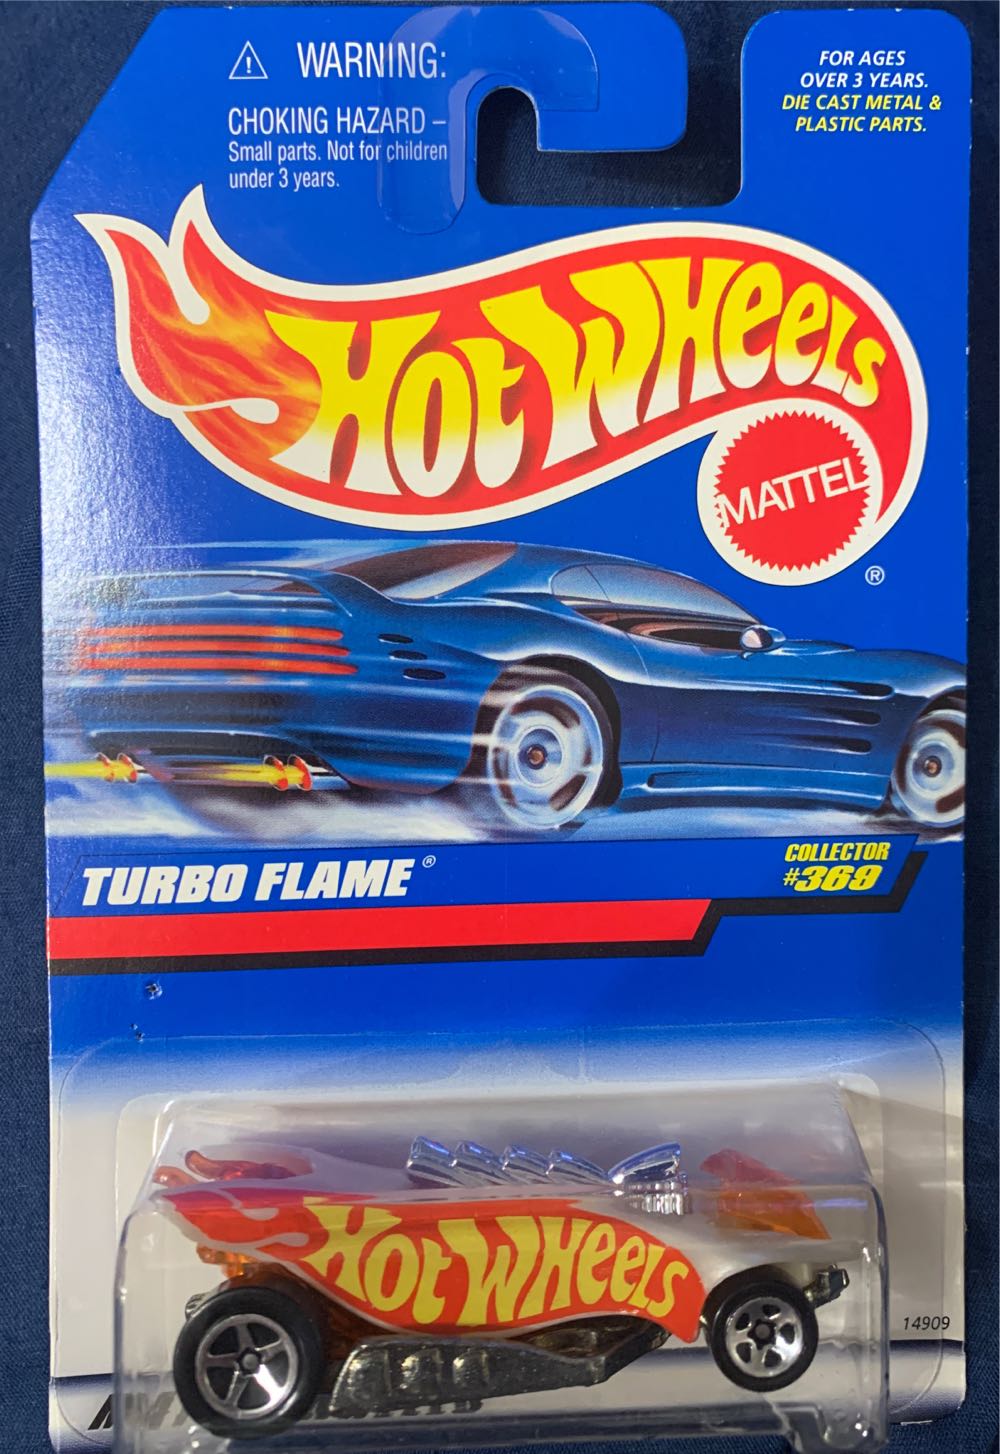 WARNING:
CHOKING HAZARD –
Small parts. Not for children
under 3 years.
FOR AGES
OVER 3 YEARS.
DIE CAST METAL &
PLASTIC PARTS.
HOT WHEELS
MATTEL
®
TURBO FLAME®
COLLECTOR
#369
HOT WHEELS
14909